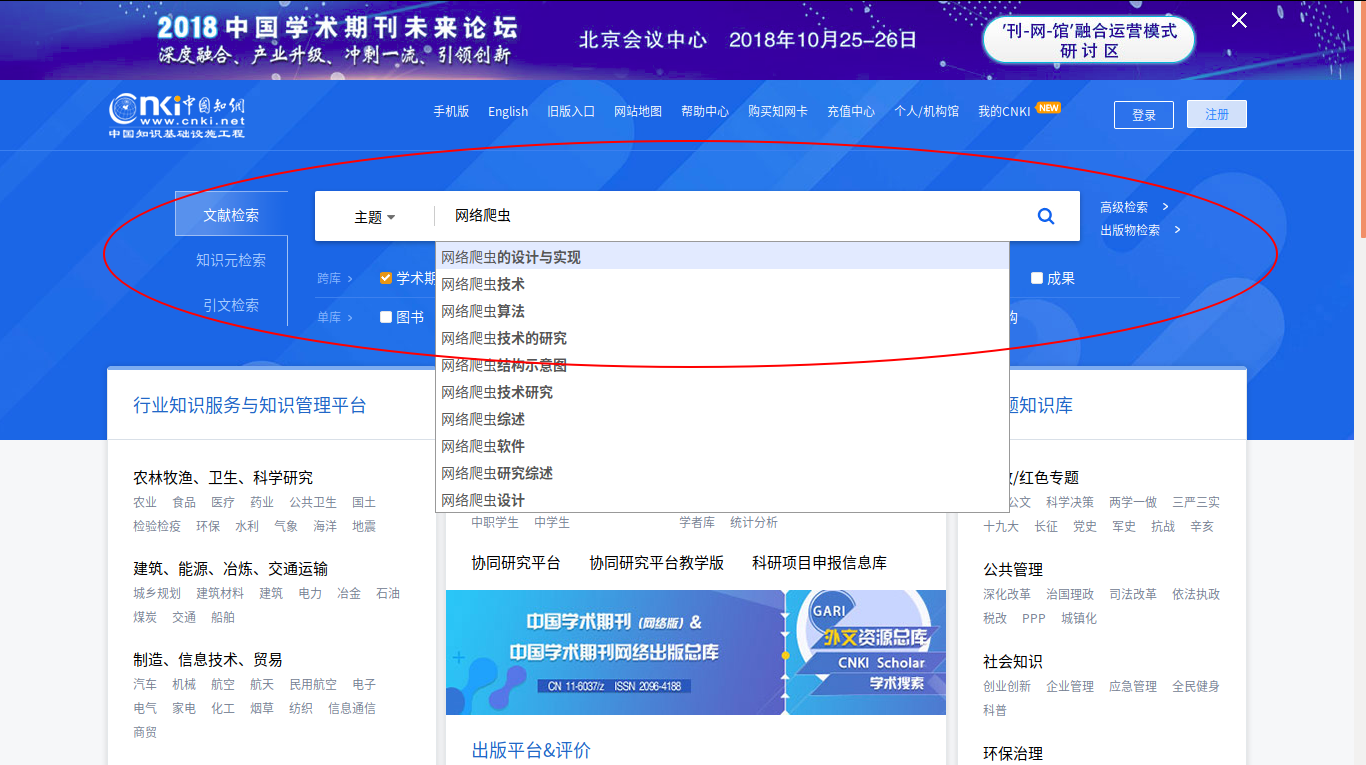 2018中国学术期刊未来论坛
深度融合、产业升级、冲刺一流、引领创新
北京会议中心 2018年10月25-26日
‘刊-网-馆’融合运营模式
研讨区
Cnki中国知网
www.cnki.net
中国知识基础设施工程
手机版 English 旧版入口 网站地图 帮助中心 购买知网卡 充值中心 个人/机构馆 我的CNKI NEW
登录 注册
文献检索
知识元检索
引文检索
主题 网络爬虫
高级检索 >
出版物检索 >
跨库 > 学术期
成果
单库 > 图书
网络爬虫的设计与实现
网络爬虫技术
网络爬虫算法
网络爬虫技术的研究
网络爬虫结构示意图
网络爬虫技术研究
网络爬虫综述
网络爬虫软件
网络爬虫研究综述
网络爬虫设计
行业知识服务与知识管理平台
农林牧渔、卫生、科学研究
农业 食品 医疗 药业 公共卫生 国土
检验检疫 环保 水利 气象 海洋 地震
建筑、能源、冶炼、交通运输
城乡规划 建筑材料 建筑 电力 冶金 石油
煤炭 交通 船舶
制造、信息技术、贸易
汽车 机械 航空 航天 民用航空 电子
电气 家电 化工 烟草 纺织 信息通信
商贸
中职学生 中学生 学者库 统计分析
协同研究平台 协同研究平台教学版 科研项目申报信息库
中国学术期刊(网络版)&
中国学术期刊网络出版总库
CN 11-6037/z ISSN 2096-4188
GARI
外文资源总库
CNKI Scholar
学术搜索
出版平台&评价
题知识库
/红色专题
公文 科学决策 两学一做 三严三实
十九大 长征 党史 军史 抗战 辛亥
公共管理
深化改革 治国理政 司法改革 依法执政
税改 PPP 城镇化
社会知识
创业创新 企业管理 应急管理 全民健身
科普
环保治理